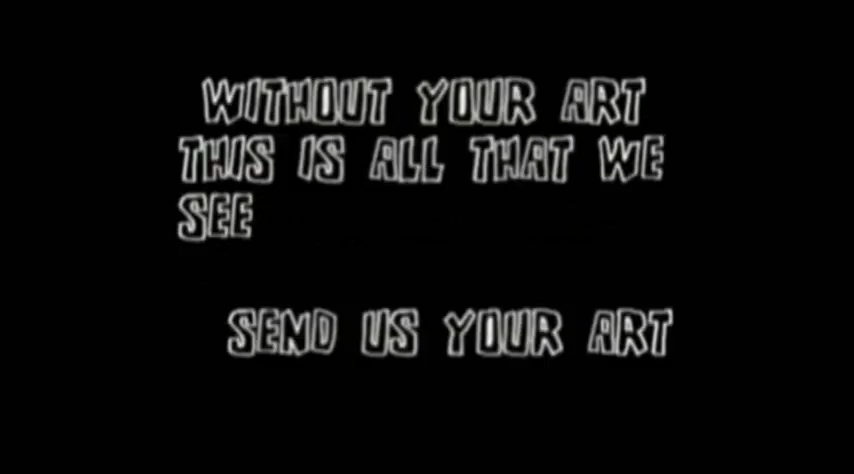 WITHOUT YOUR ART
THIS IS ALL THAT WE
SEE
SEND US YOUR ART